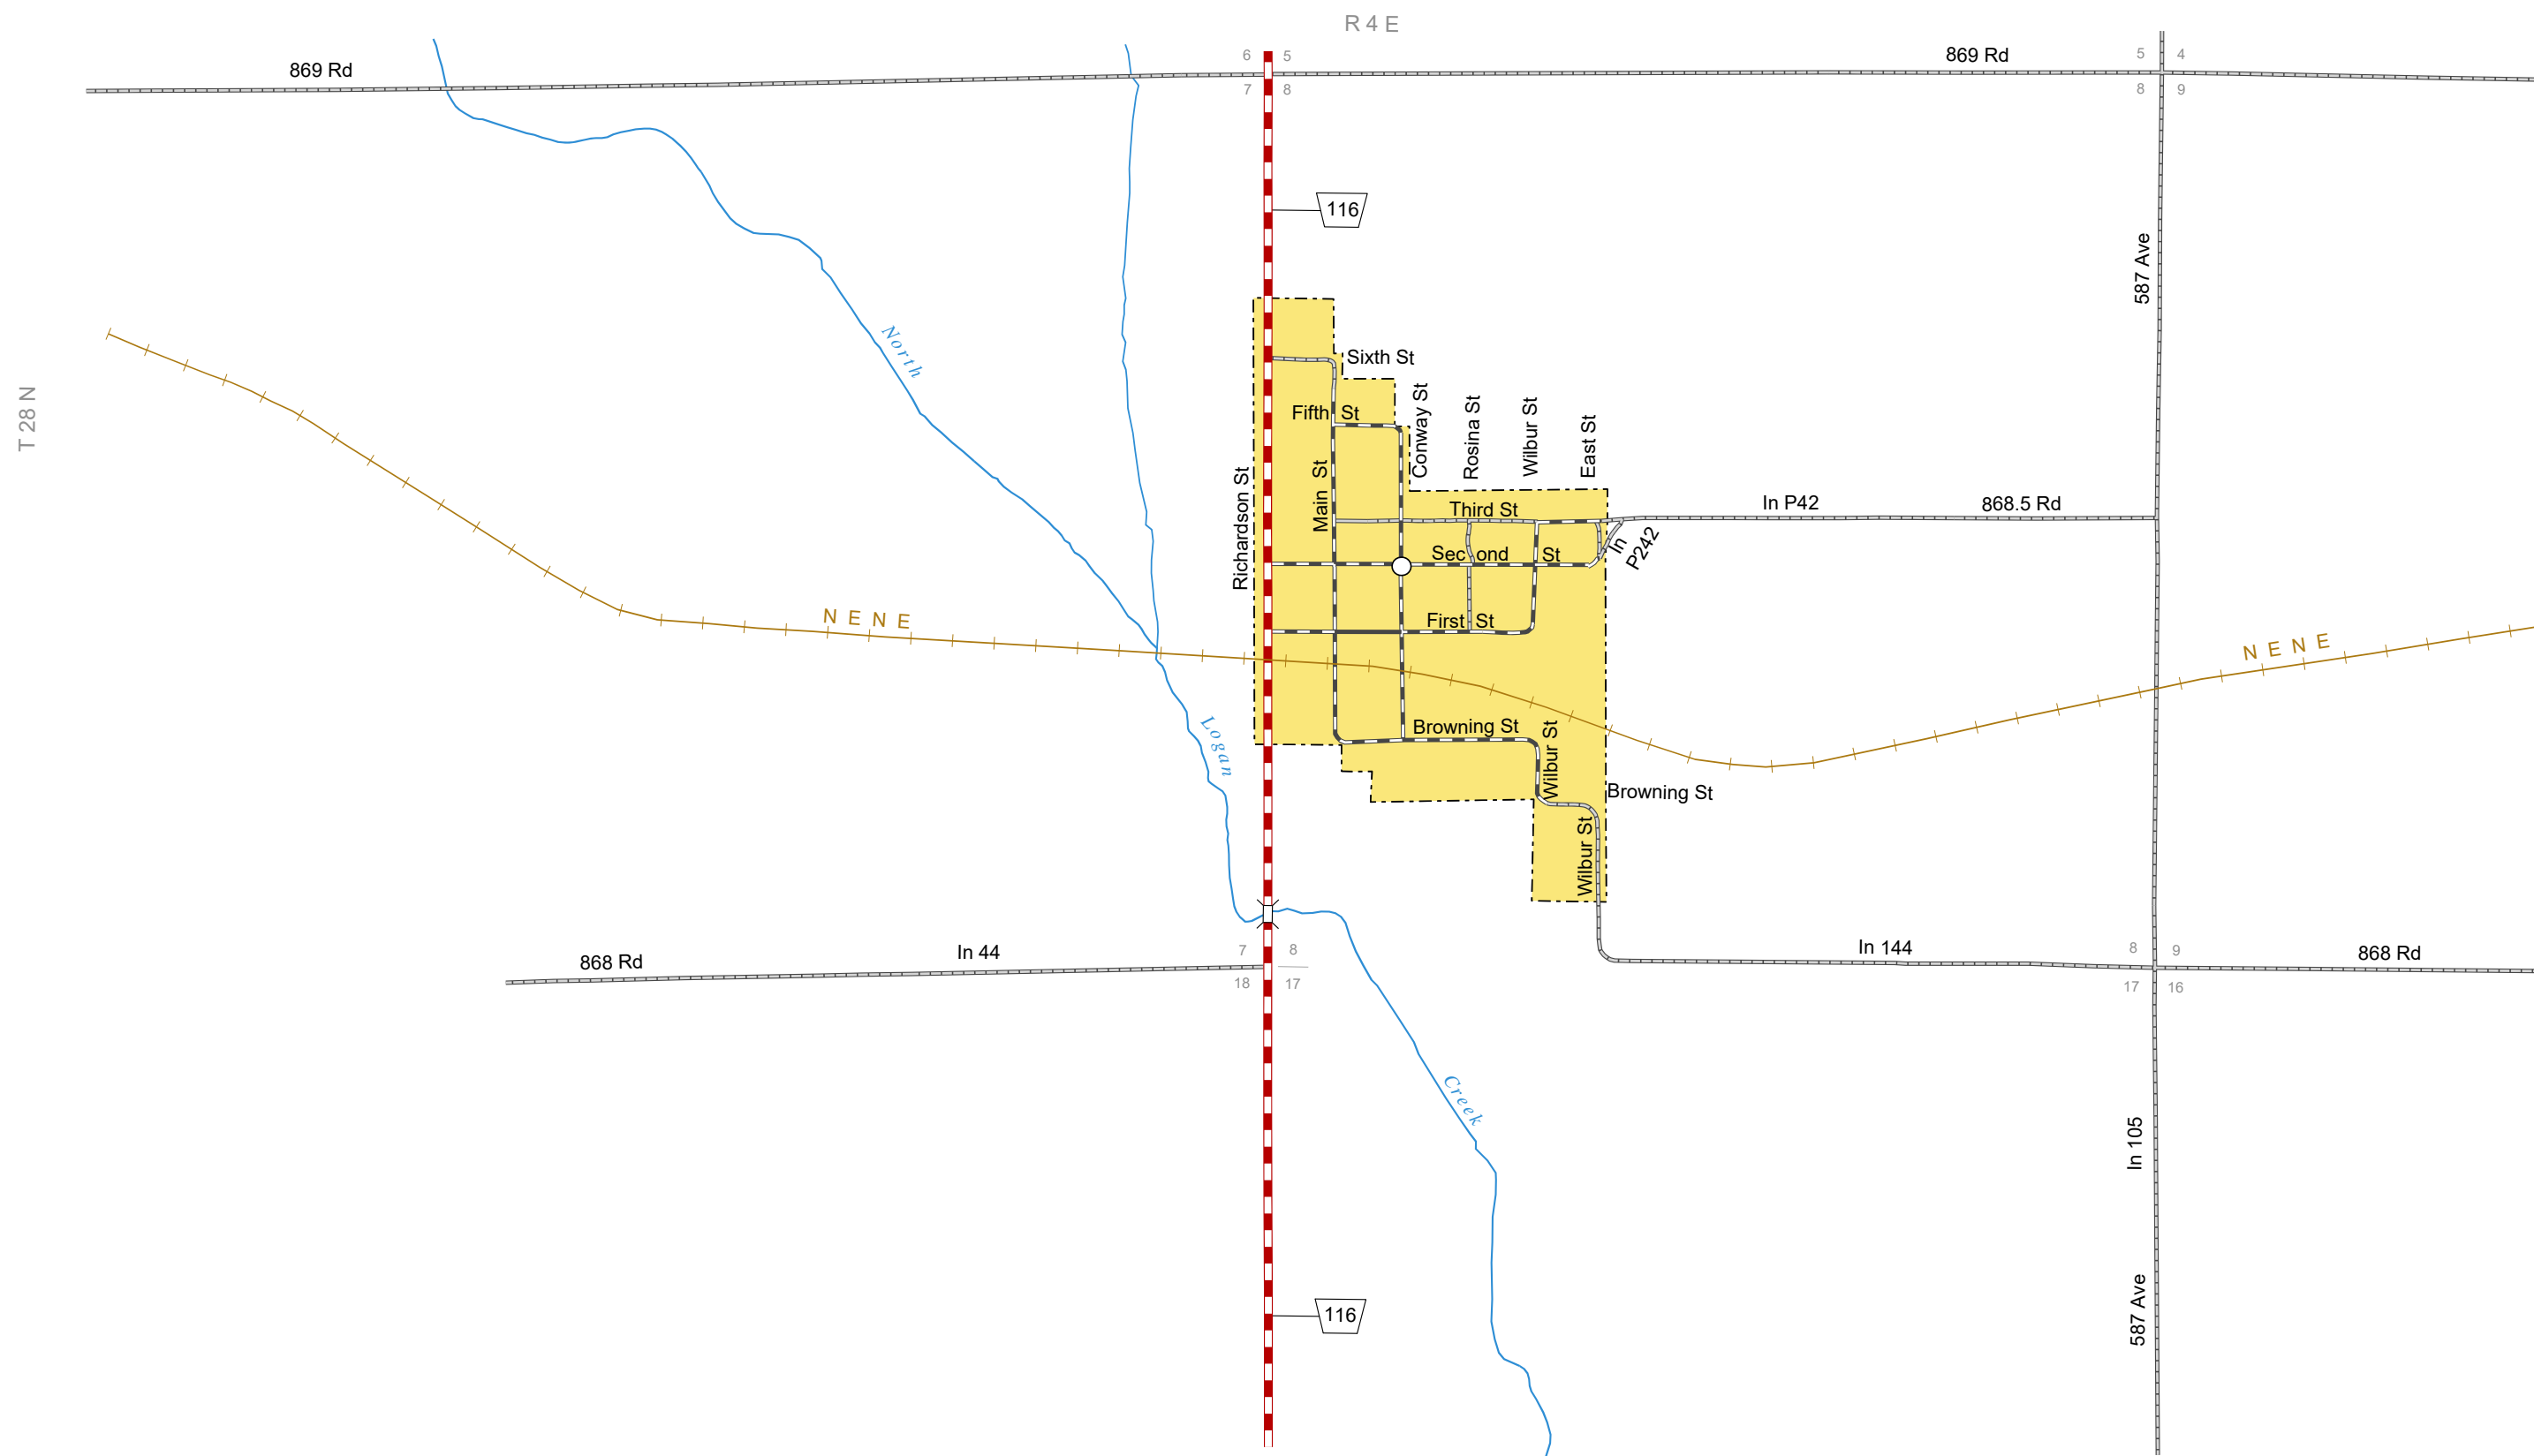 R 4 E
6 5
5 4
869 Rd
869 Rd
7 8
8 9
116
587 Ave
North
T 28 N
Sixth St
Fifth St
Conway St
Rosina St
Wilbur St
East St
Richardson St
Main St
Third St
In P42
868.5 Rd
Second St
In P242
NENE
First St
NENE
Logan
Browning St
Wilbur St
Browning St
Wilbur St
868 Rd
In 44
7 8
18 17
In 144
8 9
17 16
868 Rd
Creek
In 105
116
587 Ave